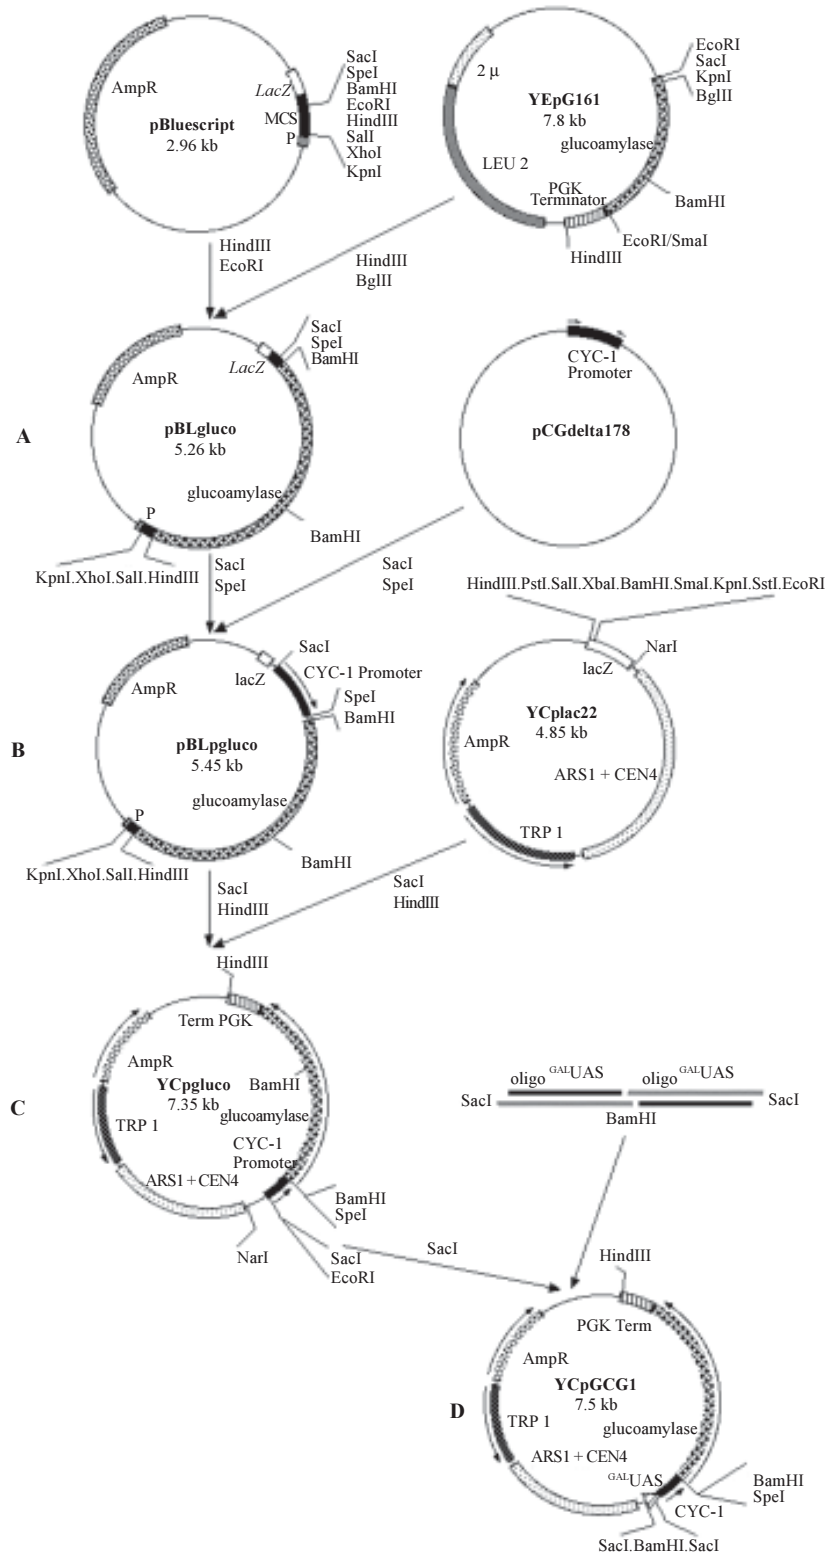 AmpR
LacZ
MCS
P
pBluescript
2.96 kb
SacI
SpeI
BamHI
EcoRI
HindIII
SalI
XhoI
KpnI
2 µ
YEpG161
7.8 kb
glucoamylase
LEU 2
PGK
Terminator
EcoRI
SacI
KpnI
BglII
BamHI
EcoRI/SmaI
HindIII
HindIII
EcoRI
HindIII
BglII
A
AmpR
LacZ
SacI
SpeI
BamHI
pBLgluco
5.26 kb
glucoamylase
P
BamHI
KpnI.XhoI.SalI.HindIII
CYC-1
Promoter
pCGdelta178
SacI
SpeI
SacI
SpeI
B
AmpR
lacZ
SacI
CYC-1 Promoter
SpeI
BamHI
pBLpgluco
5.45 kb
glucoamylase
P
BamHI
KpnI.XhoI.SalI.HindIII
HindIII.PstI.SalI.XbaI.BamHI.SmaI.KpnI.SstI.EcoRI
lacZ
NarI
YCplac22
4.85 kb
AmpR
ARS1 + CEN4
TRP 1
SacI
HindIII
SacI
HindIII
C
HindIII
Term PGK
AmpR
YCpgluco
7.35 kb
BamHI
glucoamylase
TRP 1
CYC-1
Promoter
ARS1 + CEN4
BamHI
SpeI
NarI
SacI
EcoRI
oligo GALUAS
oligo GALUAS
SacI
SacI
BamHI
SacI
D
HindIII
PGK Term
AmpR
YCpGCG1
7.5 kb
TRP 1
glucoamylase
ARS1 + CEN4
GALUAS
CYC-1
BamHI
SpeI
SacI.BamHI.SacI